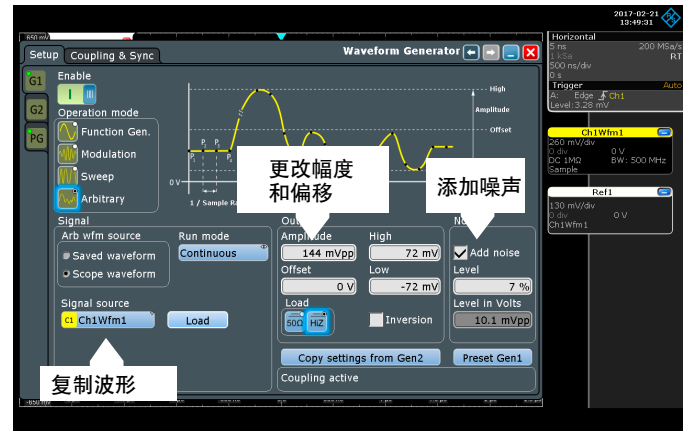 2017-02-21
13:49:31
650 mV
Setup
Coupling & Sync
Waveform Generator
G1
G2
PG
Enable
Operation mode
Function Gen.
Modulation
Sweep
Arbitrary
High
Amplitude
Offset
0 V
1 / Sample Ra
更改幅度
和偏移
添加噪声
Signal
Arb wfm source
Saved waveform
Scope waveform
Run mode
Continuous
Signal source
C1 Ch1Wfm1
Load
Amplitude
144 mVpp
High
72 mV
Offset
0 V
Low
-72 mV
Load
50Ω
HiZ
Inversion
Add noise
Level
7 %
Level in Volts
10.1 mVpp
Copy settings from Gen2
Preset Gen1
Coupling active
复制波形
Horizontal
5 ns
200 MSa/s
1 kSa
RT
500 ns/div
0 s
Trigger
Auto
A: Edge Ch1
Level:3.28 mV
Ch1Wfm1
260 mV/div
0 div
0 V
DC 1MΩ
BW: 500 MHz
Sample
Ref1
130 mV/div
0 div
0 V
Ch1Wfm1